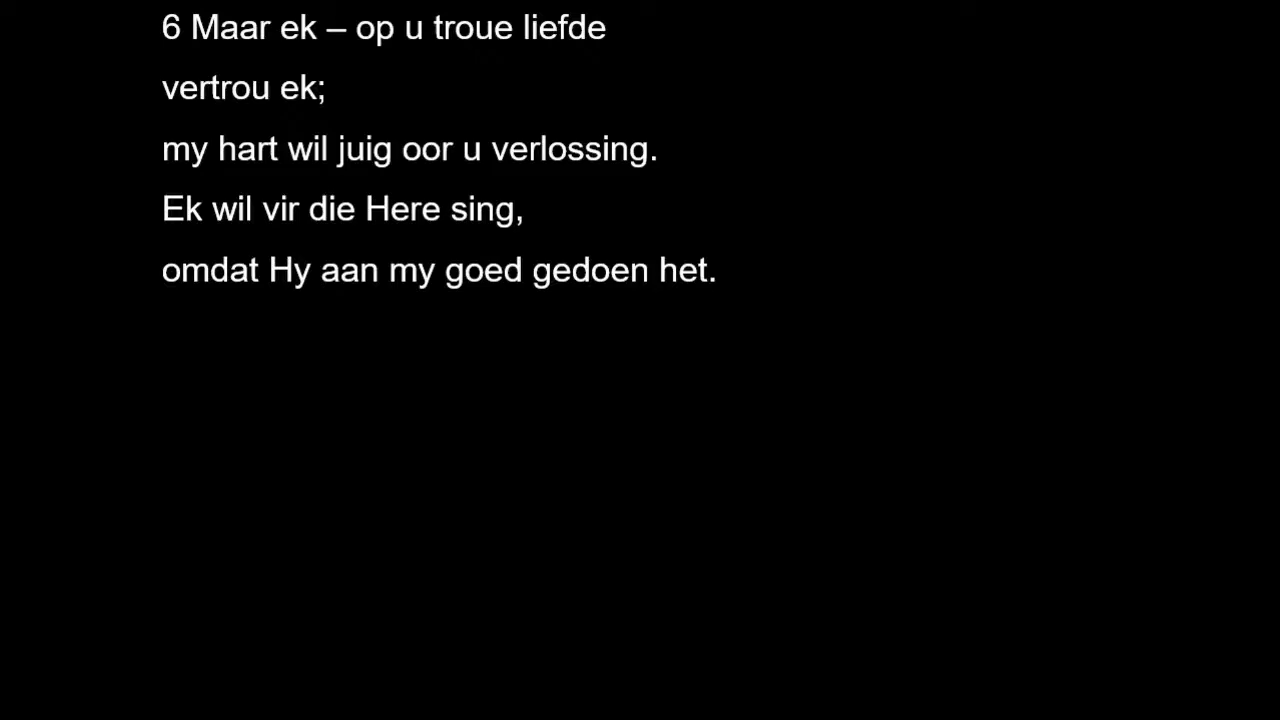 6 Maar ek – op u troue liefde
vertrou ek;
my hart wil juig oor u verlossing.
Ek wil vir die Here sing,
omdat Hy aan my goed gedoen het.